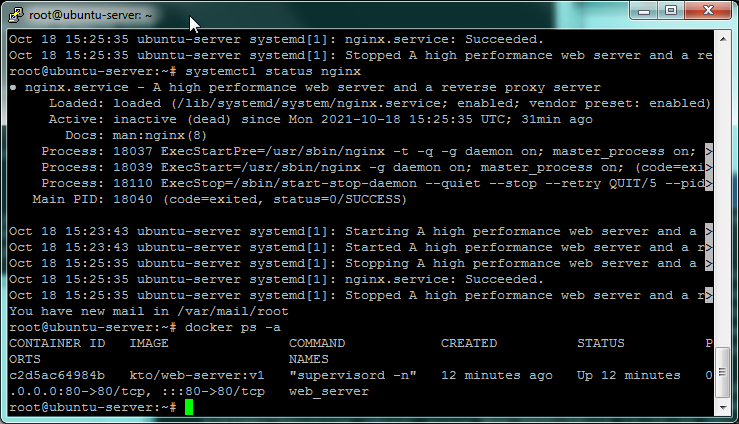 root@ubuntu-server: ~
Oct 18 15:25:35 ubuntu-server systemd[1]: nginx.service: Succeeded.
Oct 18 15:25:35 ubuntu-server systemd[1]: Stopped A high performance web server and a re
root@ubuntu-server:~# systemctl status nginx
● nginx.service - A high performance web server and a reverse proxy server
Loaded: loaded (/lib/systemd/system/nginx.service; enabled; vendor preset: enabled)
Active: inactive (dead) since Mon 2021-10-18 15:25:35 UTC; 31min ago
Docs: man:nginx(8)
Process: 18037 ExecStartPre=/usr/sbin/nginx -t -q -g daemon on; master_process on; >
Process: 18039 ExecStart=/usr/sbin/nginx -g daemon on; master_process on; (code=exi>
Process: 18110 ExecStop=/sbin/start-stop-daemon --quiet --stop --retry QUIT/5 --pid>
Main PID: 18040 (code=exited, status=0/SUCCESS)
Oct 18 15:23:43 ubuntu-server systemd[1]: Starting A high performance web server and a >
Oct 18 15:23:43 ubuntu-server systemd[1]: Started A high performance web server and a r>
Oct 18 15:25:35 ubuntu-server systemd[1]: Stopping A high performance web server and a >
Oct 18 15:25:35 ubuntu-server systemd[1]: nginx.service: Succeeded.
Oct 18 15:25:35 ubuntu-server systemd[1]: Stopped A high performance web server and a r>
You have new mail in /var/mail/root
root@ubuntu-server:~# docker ps -a
CONTAINER ID IMAGE COMMAND CREATED STATUS P
ORTS NAMES
c2d5ac64984b kto/web-server:v1 "supervisord -n" 12 minutes ago Up 12 minutes 0
.0.0.0:80->80/tcp, :::80->80/tcp web_server
root@ubuntu-server:~#